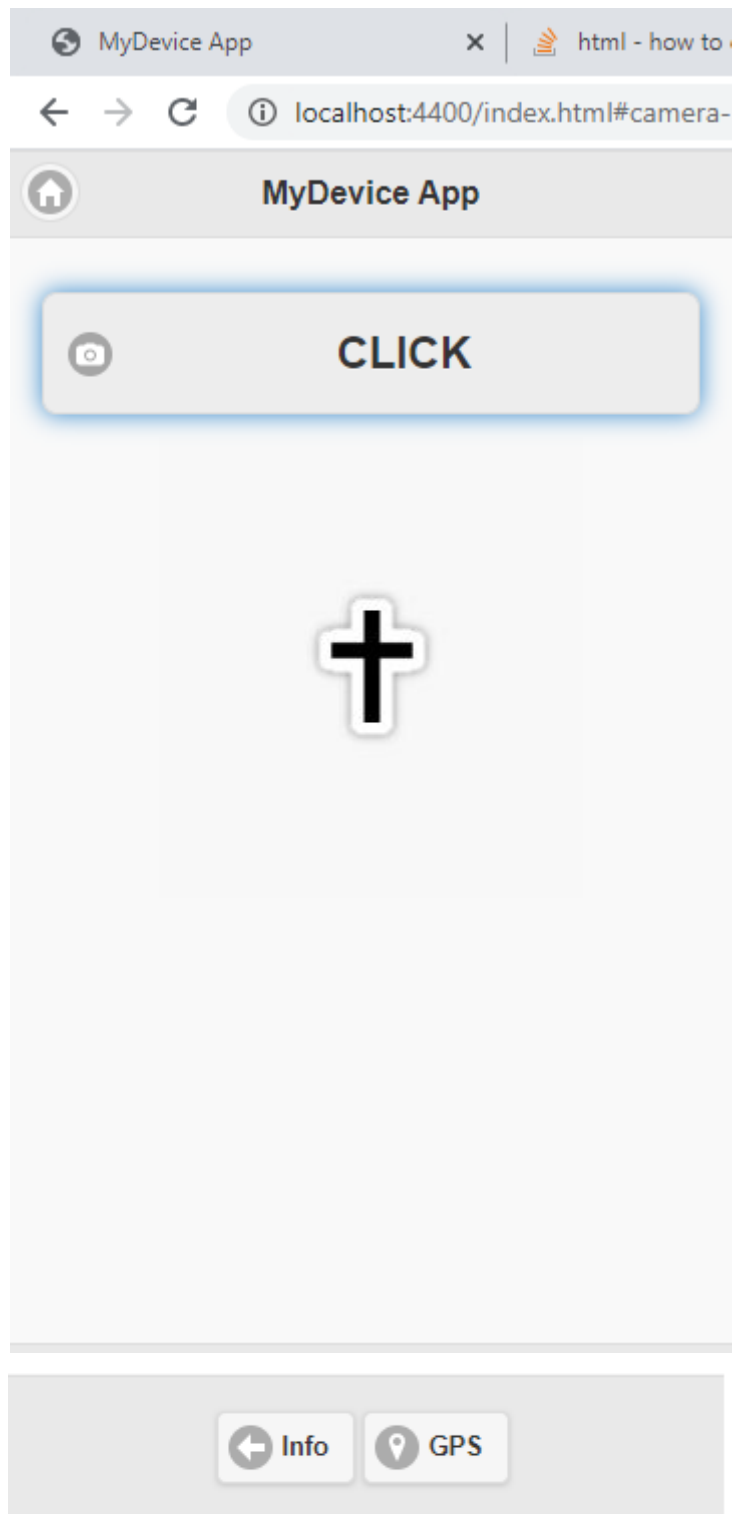 MyDevice App
html - how to
localhost:4400/index.html#camera-
MyDevice App
CLICK
Info
GPS